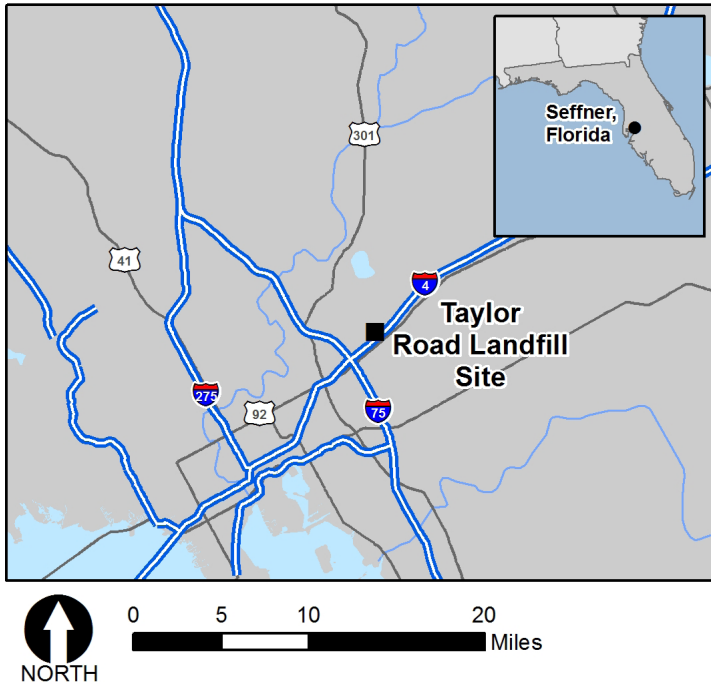 301
Seffner,
Florida
41
4
Taylor
Road Landfill
Site
275
92
75
0 5 10 20
Miles
NORTH